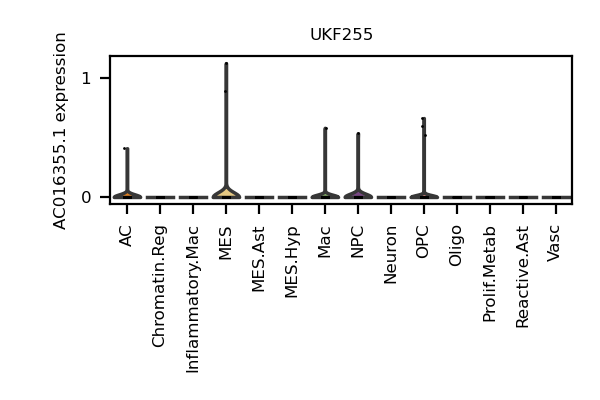 UKF255
AC016355.1 expression
1
0
AC
Chromatin.Reg
Inflammatory.Mac
MES
MES.Ast
MES.Hyp
Mac
NPC
Neuron
OPC
Oligo
Prolif.Metab
Reactive.Ast
Vasc